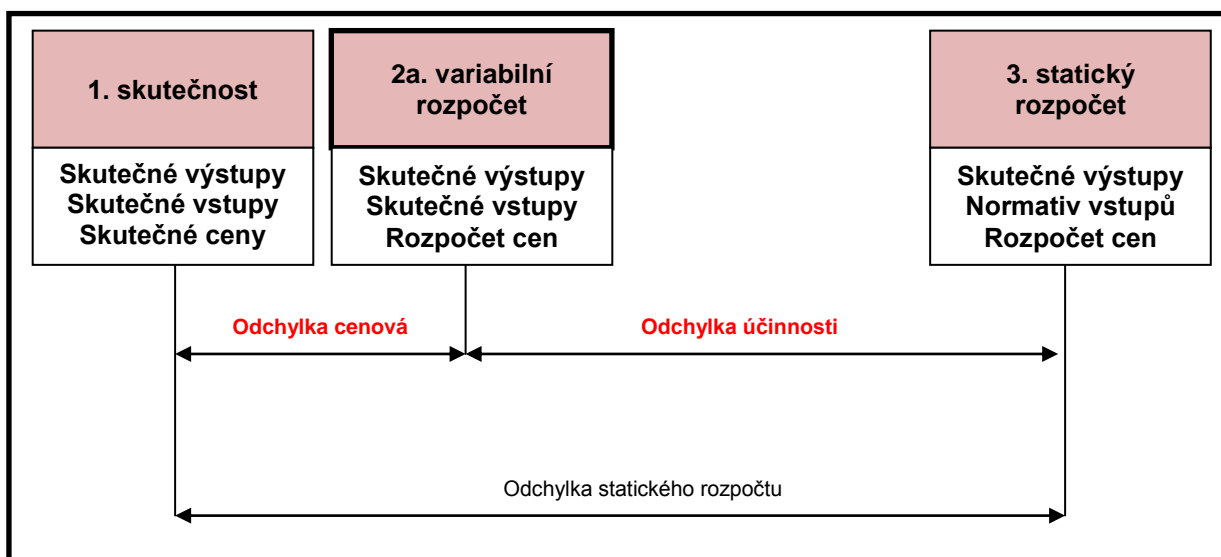 1. skutečnost
Skutečné výstupy
Skutečné vstupy
Skutečné ceny
2a. variabilní
rozpočet
Skutečné výstupy
Skutečné vstupy
Rozpočet cen
3. statický
rozpočet
Skutečné výstupy
Normativ vstupů
Rozpočet cen
Odchylka cenová
Odchylka účinnosti
Odchylka statického rozpočtu